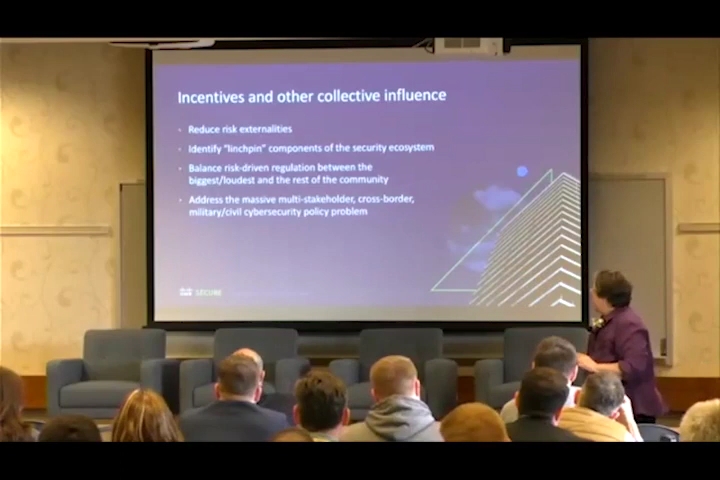 Incentives and other collective influence
· Reduce risk externalities
· Identify “linchpin” components of the security ecosystem
· Balance risk-driven regulation between the
biggest/loudest and the rest of the community
· Address the massive multi-stakeholder, cross-border,
military/civil cybersecurity policy problem
CISCO SECURE